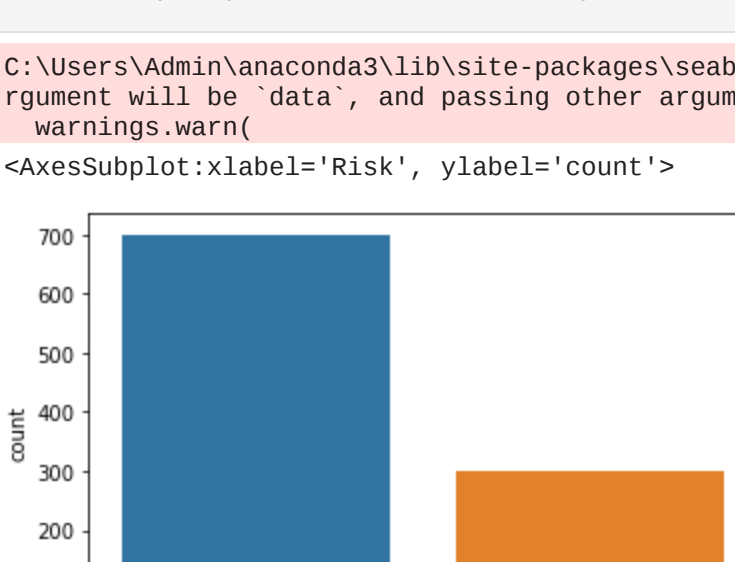 C:\Users\Admin\anaconda3\lib\site-packages\seab
rgument will be `data`, and passing other argum
warnings.warn(
<AxesSubplot:xlabel='Risk', ylabel='count'>
700
600
500
400
300
200
count